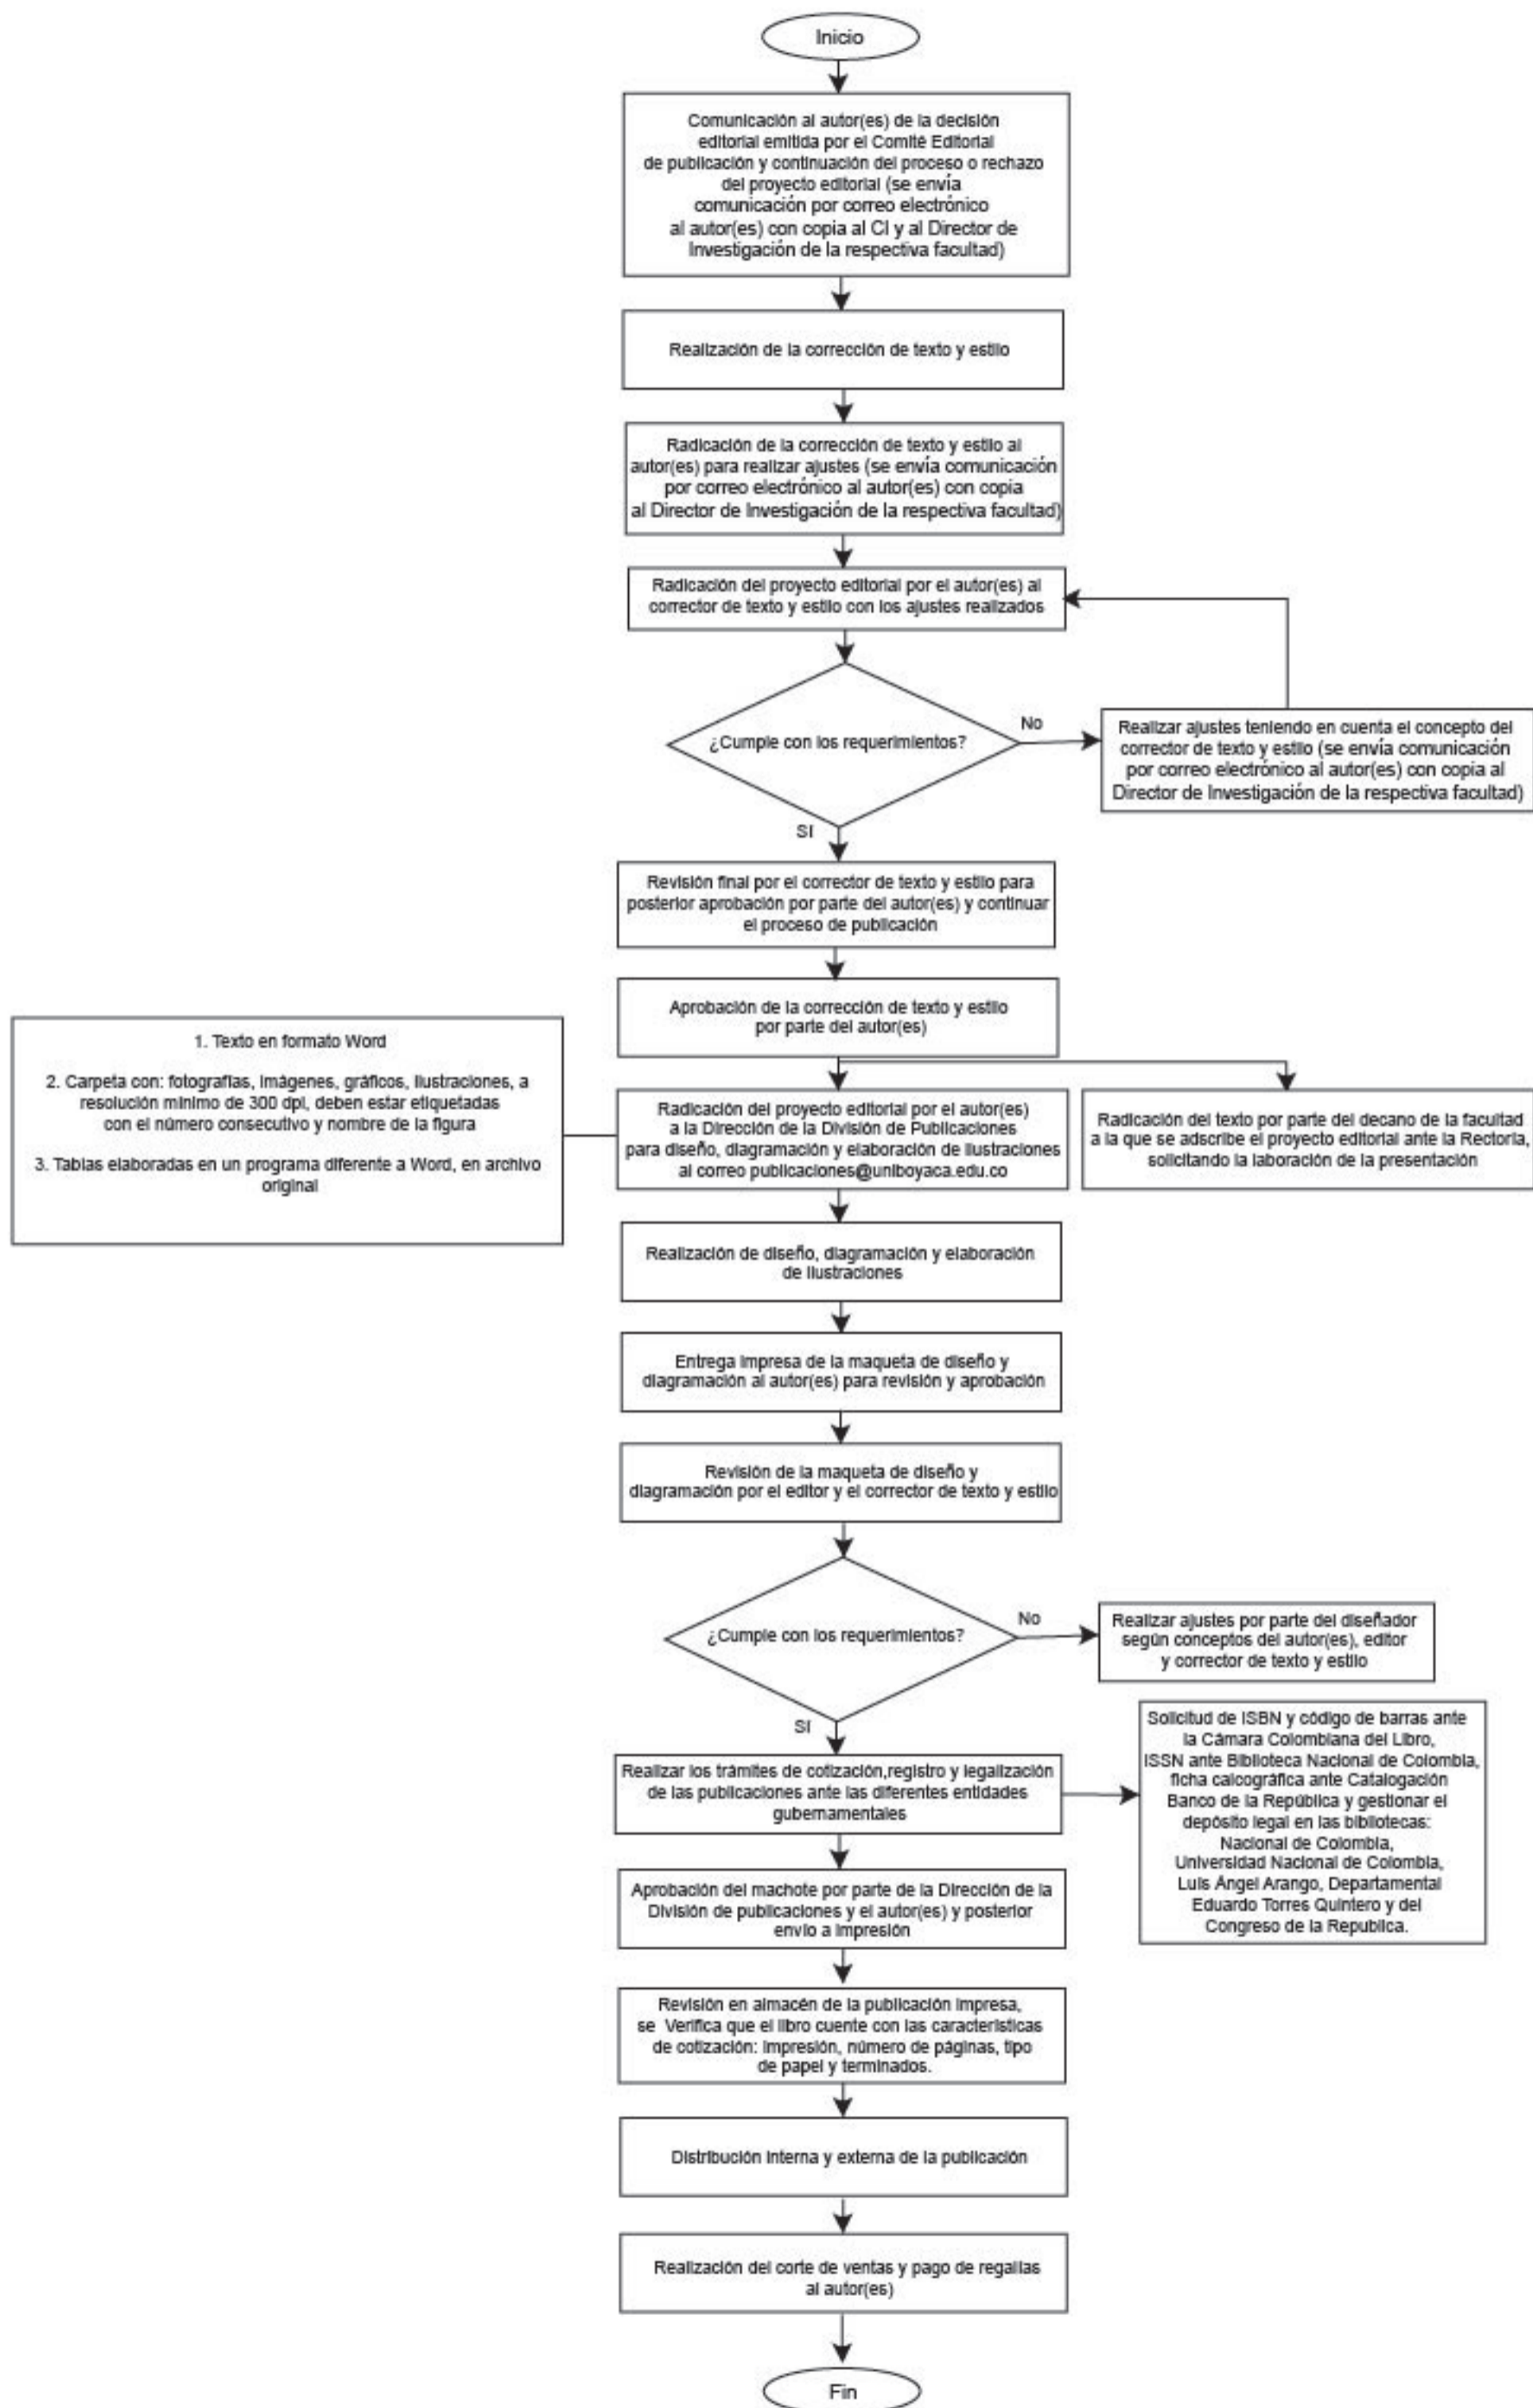 Inicio
Comunicación al autor(es) de la decisión
editorial emitida por el Comité Editorial
de publicación y continuación del proceso o rechazo
del proyecto editorial (se envía
comunicación por correo electrónico
al autor(es) con copia al CI y al Director de
Investigación de la respectiva facultad)
Realización de la corrección de texto y estilo
Radicación de la corrección de texto y estilo al
autor(es) para realizar ajustes (se envía comunicación
por correo electrónico al autor(es) con copia
al Director de Investigación de la respectiva facultad)
Radicación del proyecto editorial por el autor(es) al
corrector de texto y estilo con los ajustes realizados
¿Cumple con los requerimientos?
No
Realizar ajustes teniendo en cuenta el concepto del
corrector de texto y estilo (se envía comunicación
por correo electrónico al autor(es) con copia al
Director de Investigación de la respectiva facultad)
SI
Revisión final por el corrector de texto y estilo para
posterior aprobación por parte del autor(es) y continuar
el proceso de publicación
Aprobación de la corrección de texto y estilo
por parte del autor(es)
1. Texto en formato Word
2. Carpeta con: fotografías, imágenes, gráficos, ilustraciones, a
resolución mínimo de 300 dpi, deben estar etiquetadas
con el número consecutivo y nombre de la figura
3. Tablas elaboradas en un programa diferente a Word, en archivo
original
Radicación del proyecto editorial por el autor(es)
a la Dirección de la División de Publicaciones
para diseño, diagramación y elaboración de ilustraciones
al correo publicaciones@uniboyaca.edu.co
Radicación del texto por parte del decano de la facultad
a la que se adscribe el proyecto editorial ante la Rectoría,
solicitando la laboración de la presentación
Realización de diseño, diagramación y elaboración
de ilustraciones
Entrega impresa de la maqueta de diseño y
diagramación al autor(es) para revisión y aprobación
Revisión de la maqueta de diseño y
diagramación por el editor y el corrector de texto y estilo
¿Cumple con los requerimientos?
No
Realizar ajustes por parte del diseñador
según conceptos del autor(es), editor
y corrector de texto y estilo
SI
Realizar los trámites de cotización,registro y legalización
de las publicaciones ante las diferentes entidades
gubernamentales
Solicitud de ISBN y código de barras ante
la Cámara Colombiana del Libro,
ISSN ante Biblioteca Nacional de Colombia,
ficha calcográfica ante Catalogación
Banco de la República y gestionar el
depósito legal en las bibliotecas:
Nacional de Colombia,
Universidad Nacional de Colombia,
Luis Ángel Arango, Departamental
Eduardo Torres Quintero y del
Congreso de la Republica.
Aprobación del machote por parte de la Dirección de la
División de publicaciones y el autor(es) y posterior
envío a impresión
Revisión en almacén de la publicación impresa,
se Verifica que el libro cuente con las características
de cotización: impresión, número de páginas, tipo
de papel y terminados.
Distribución interna y externa de la publicación
Realización del corte de ventas y pago de regalías
al autor(es)
Fin